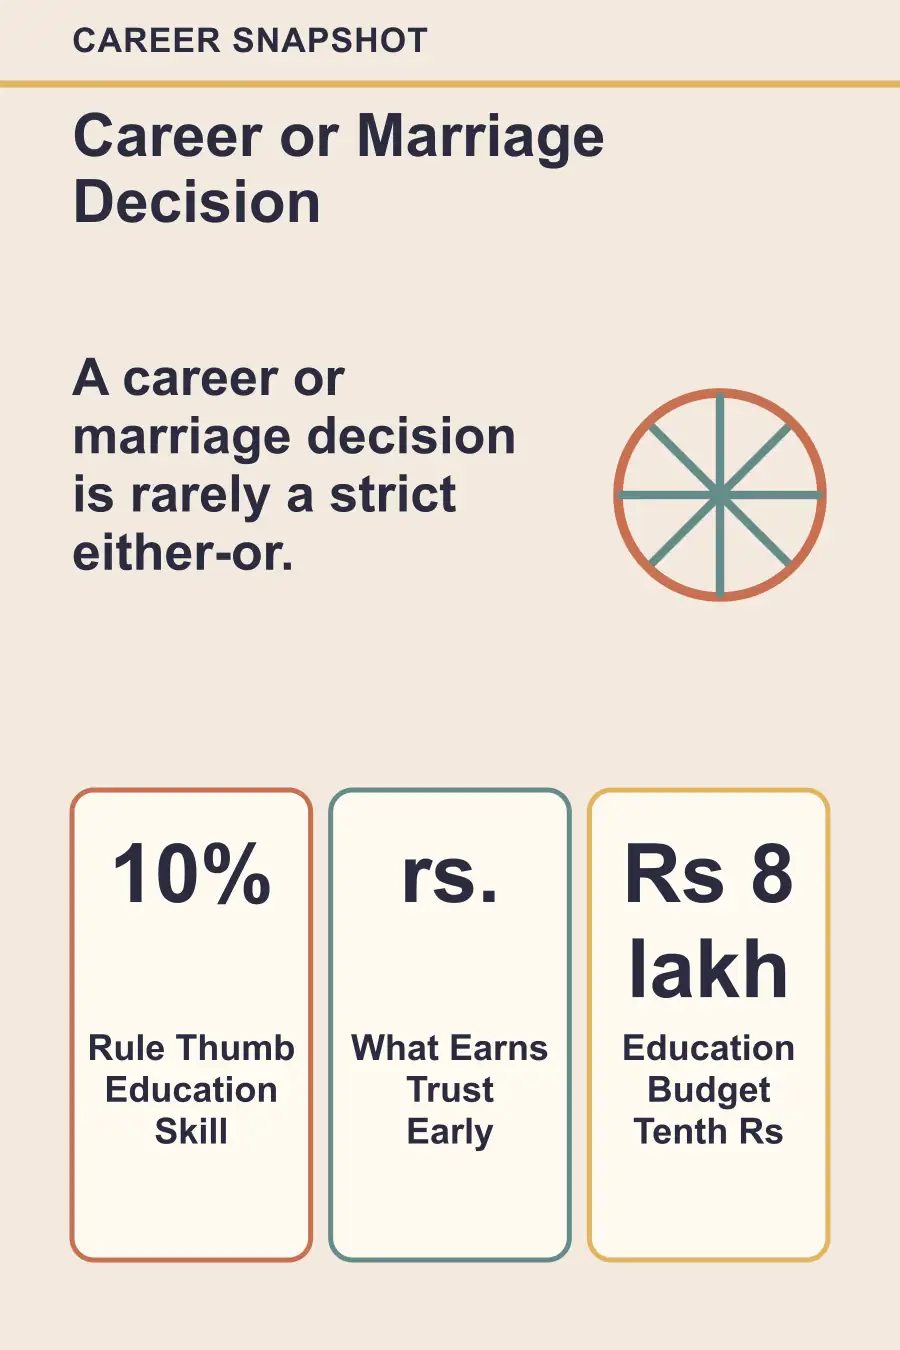 CAREER SNAPSHOT
Career or Marriage
Decision
A career or
marriage decision
is rarely a strict
either-or.
10%
Rule Thumb
Education
Skill
rs.
What Earns
Trust
Early
Rs 8
lakh
Education
Budget
Tenth Rs